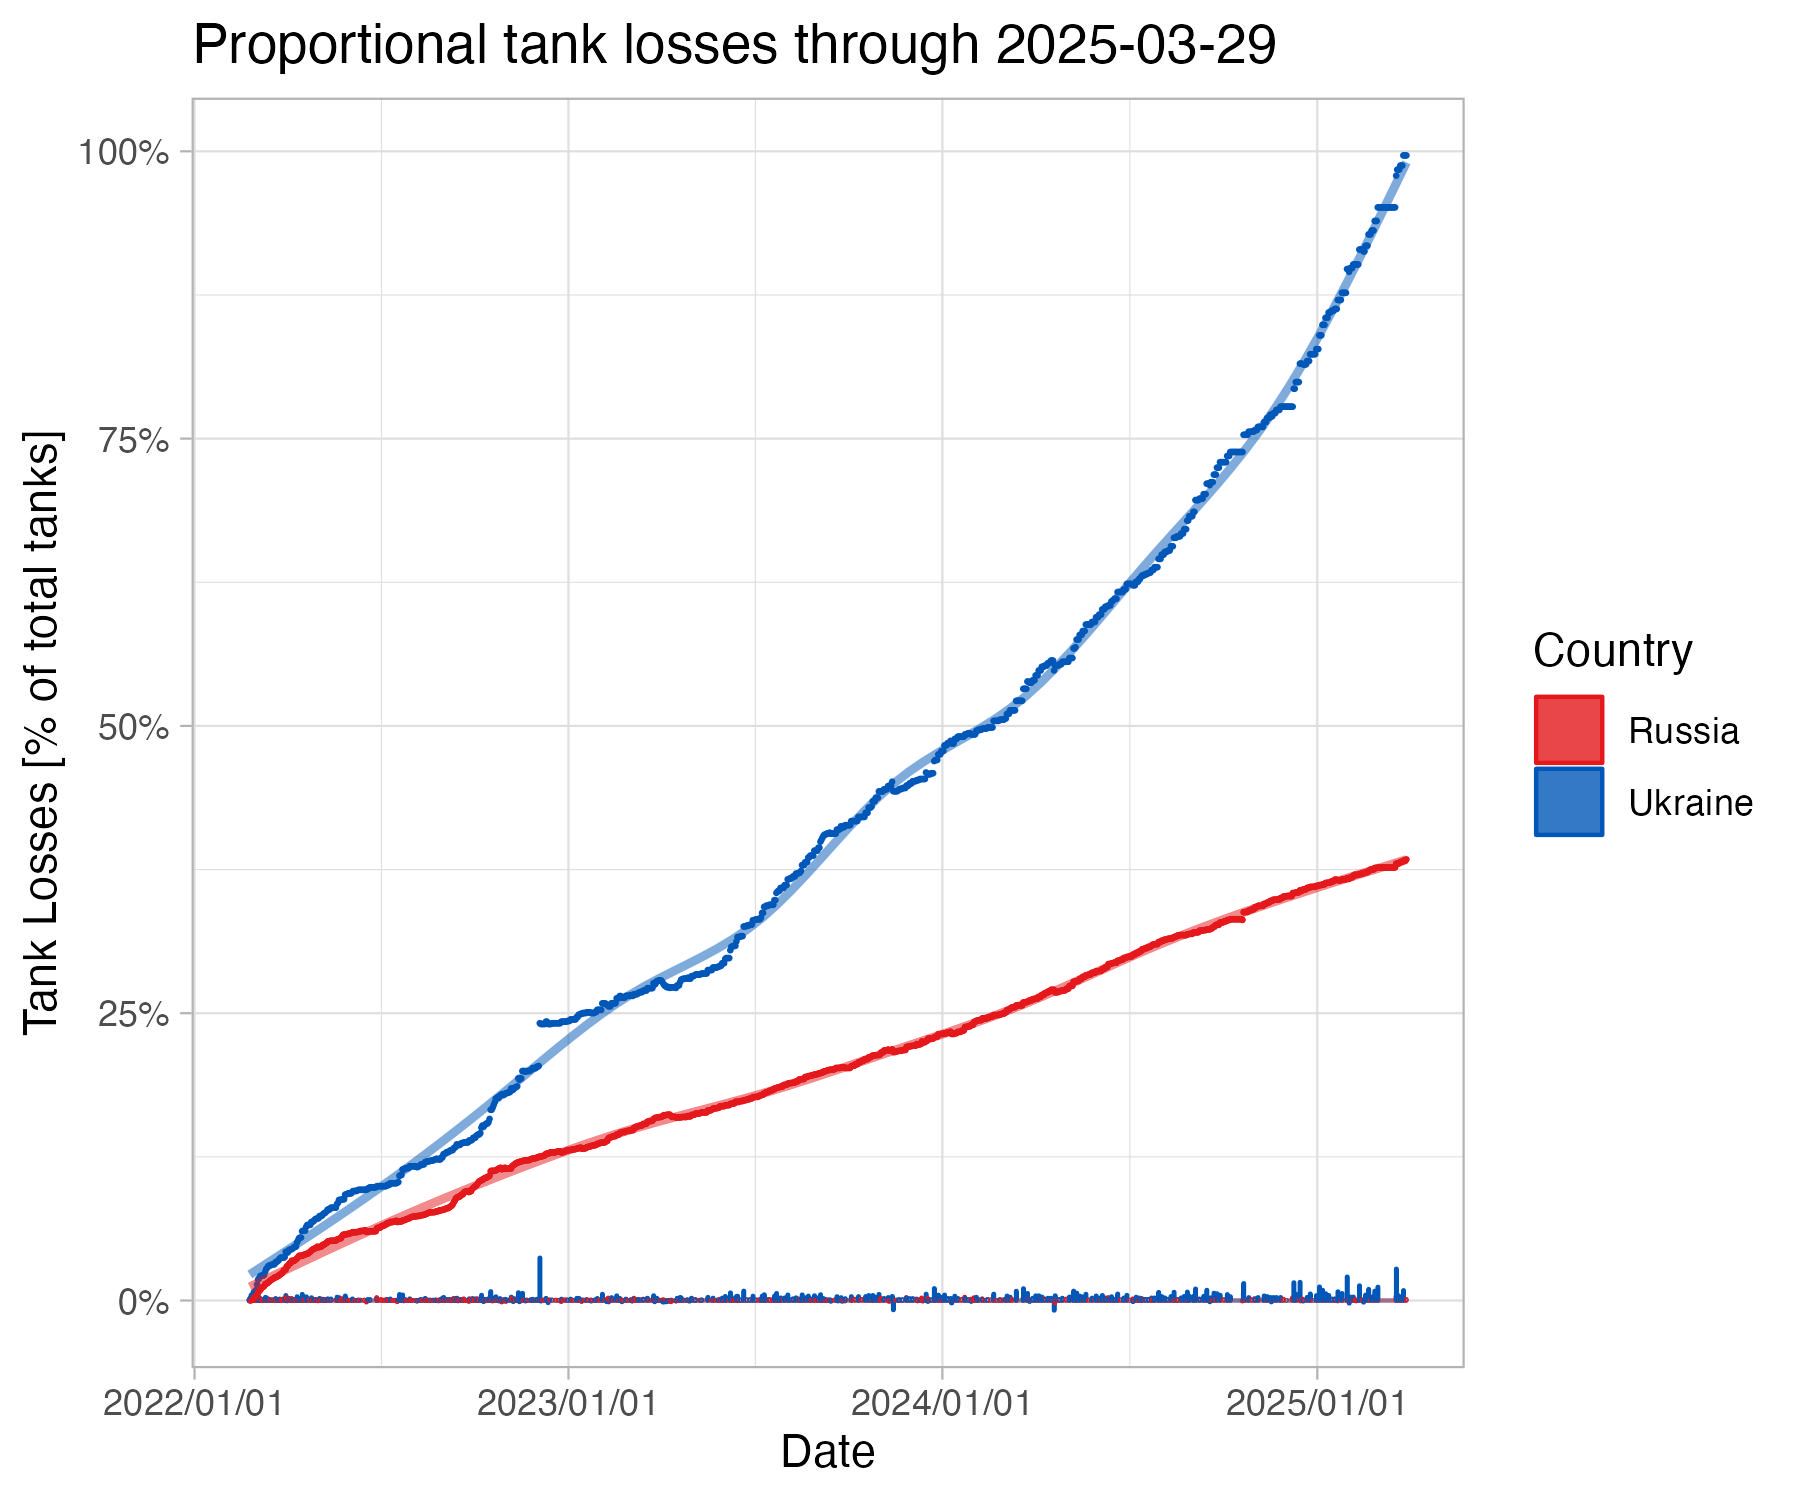 Proportional tank losses through 2025-03-29
Tank Losses [% of total tanks]
100%
75%
50%
25%
0%
2022/01/01
2023/01/01
2024/01/01
2025/01/01
Date
Country
Russia
Ukraine